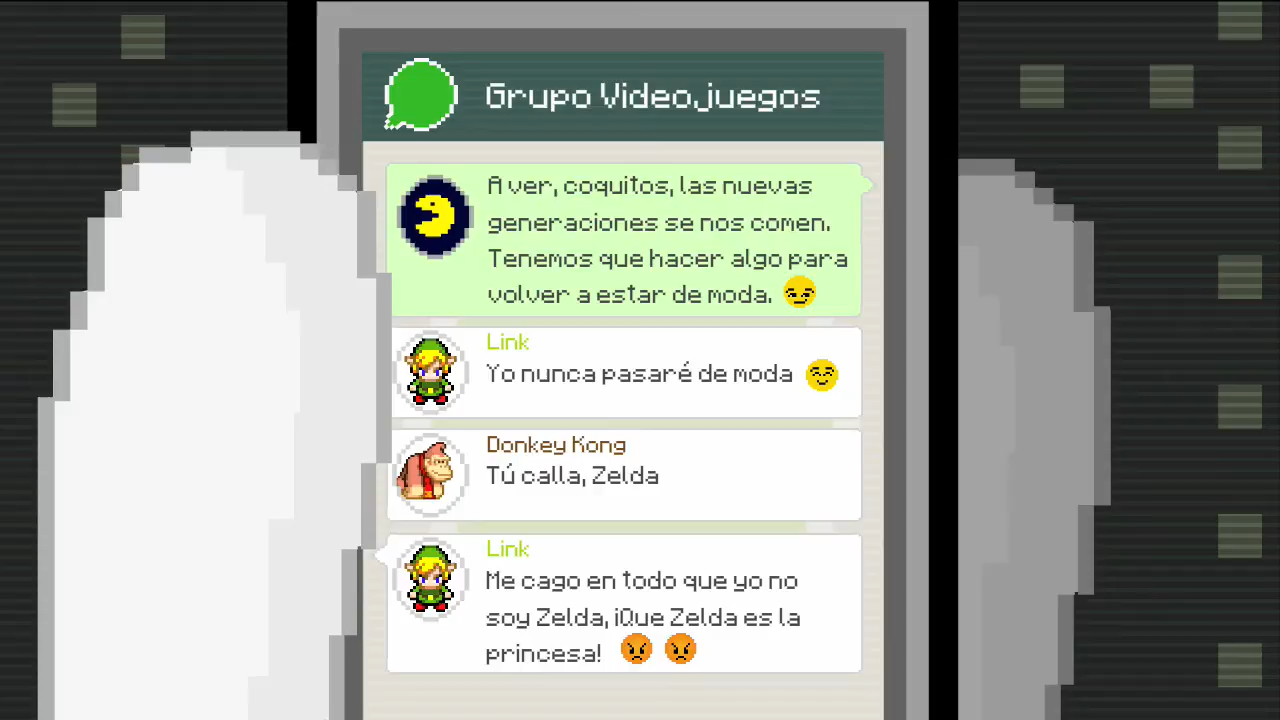 Grupo Videojuegos
A ver, coquitos, las nuevas
generaciones se nos comen.
Tenemos que hacer algo para
volver a estar de moda.
Link
Yo nunca pasaré de moda
Donkey Kong
Tú calla, Zelda
Link
Me cago en todo que yo no
soy Zelda, ¡Que Zelda es la
princesa!